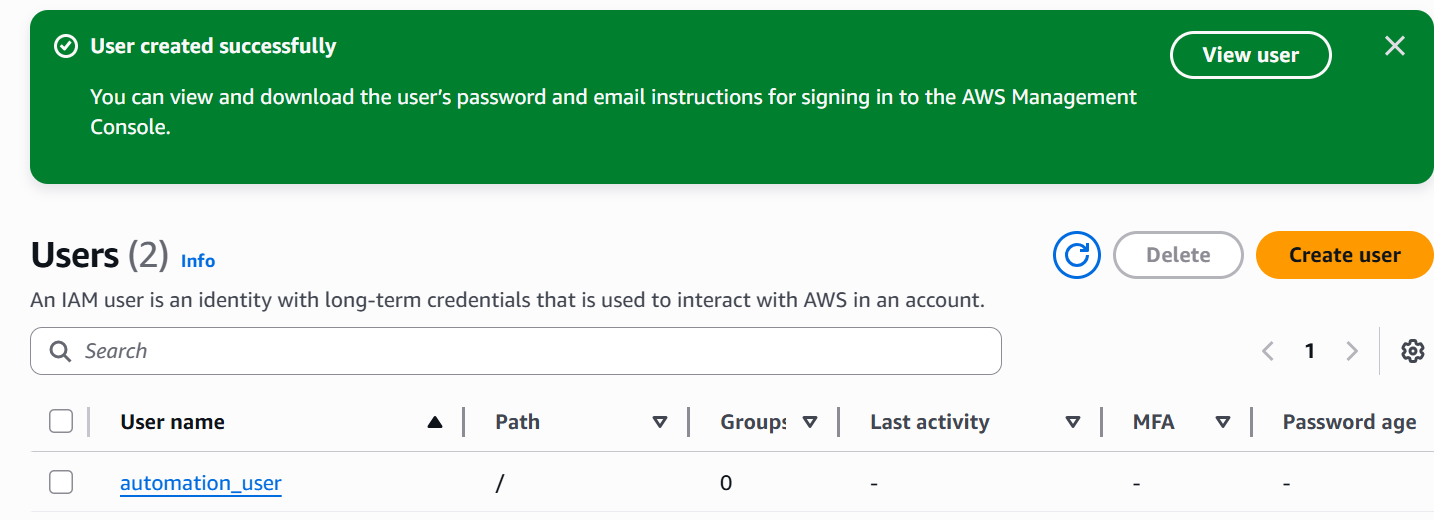 User created successfully
View user
You can view and download the user’s password and email instructions for signing in to the AWS Management
Console.
Users (2) Info
Delete
Create user
An IAM user is an identity with long-term credentials that is used to interact with AWS in an account.
Search
1
User name Path Groups Last activity MFA Password age
automation_user / 0 - - -